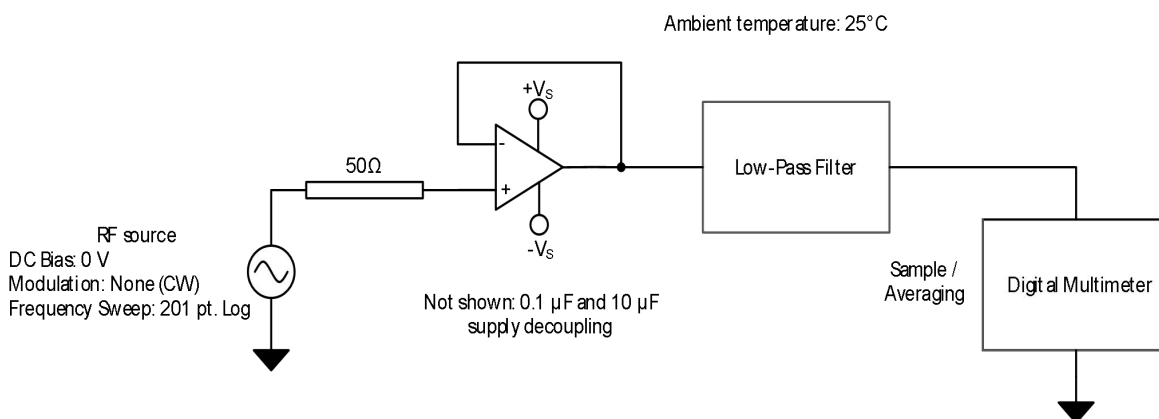 Ambient temperature: 25°C
+VS
50Ω
-
+
Low-Pass Filter
-VS
RF source
DC Bias: 0 V
Modulation: None (CW)
Frequency Sweep: 201 pt. Log
Not shown: 0.1 µF and 10 µF
supply decoupling
Sample /
Averaging
Digital Multimeter